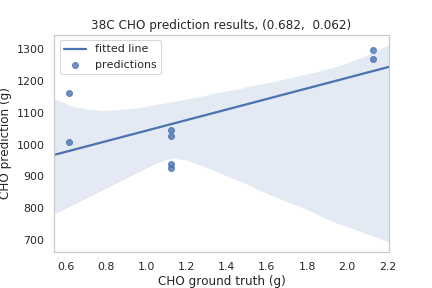 38C CHO prediction results, (0.682,  0.062)
fitted line
predictions
CHO prediction (g)
1300
1200
1100
1000
900
800
700
0.6 0.8 1.0 1.2 1.4 1.6 1.8 2.0 2.2
CHO ground truth (g)